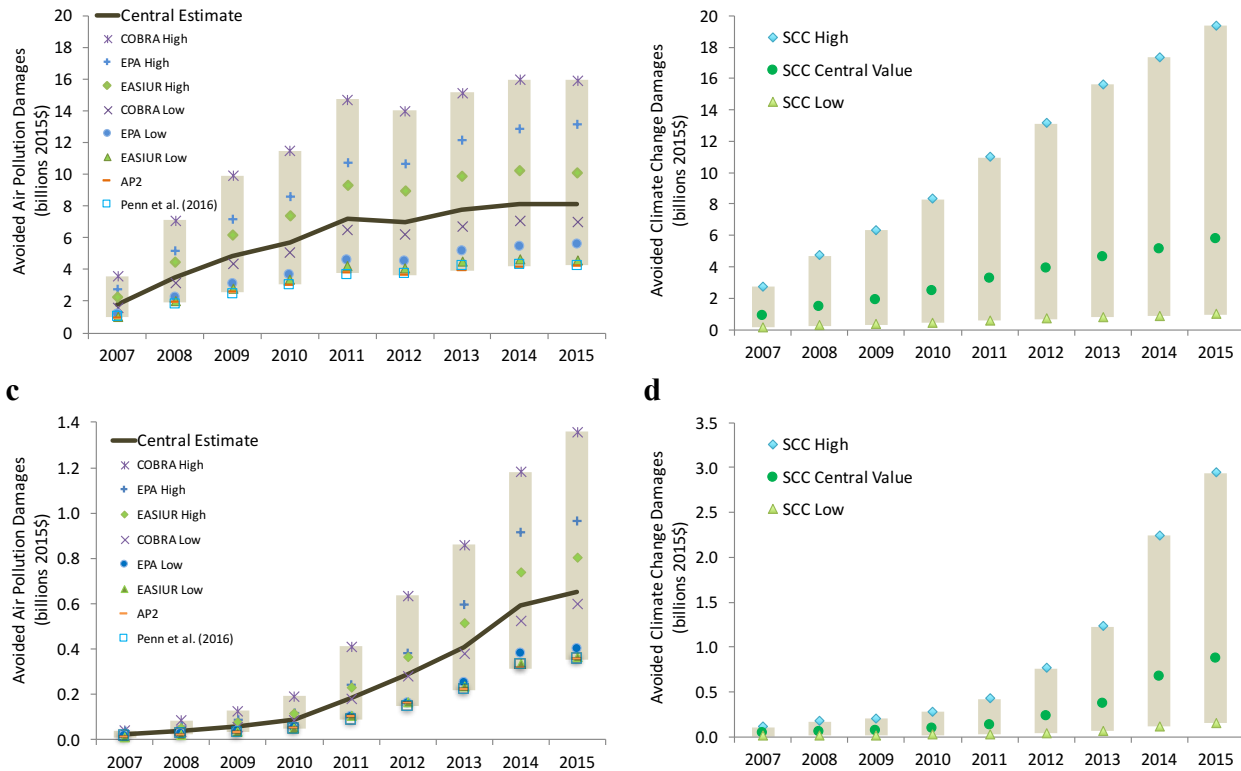 Avoided Air Pollution Damages
(billions 2015$)
20
18
16
14
12
10
8
6
4
2
0
Central Estimate
COBRA High
EPA High
EASIUR High
COBRA Low
EPA Low
EASIUR Low
AP2
Penn et al. (2016)
2007 2008 2009 2010 2011 2012 2013 2014 2015
Avoided Climate Change Damages
(billions 2015$)
20
18
16
14
12
10
8
6
4
2
0
SCC High
SCC Central Value
SCC Low
2007 2008 2009 2010 2011 2012 2013 2014 2015
c
Avoided Air Pollution Damages
(billions 2015$)
1.4
1.2
1.0
0.8
0.6
0.4
0.2
0.0
Central Estimate
COBRA High
EPA High
EASIUR High
COBRA Low
EPA Low
EASIUR Low
AP2
Penn et al. (2016)
2007 2008 2009 2010 2011 2012 2013 2014 2015
d
Avoided Climate Change Damages
(billions 2015$)
3.5
3.0
2.5
2.0
1.5
1.0
0.5
0.0
SCC High
SCC Central Value
SCC Low
2007 2008 2009 2010 2011 2012 2013 2014 2015